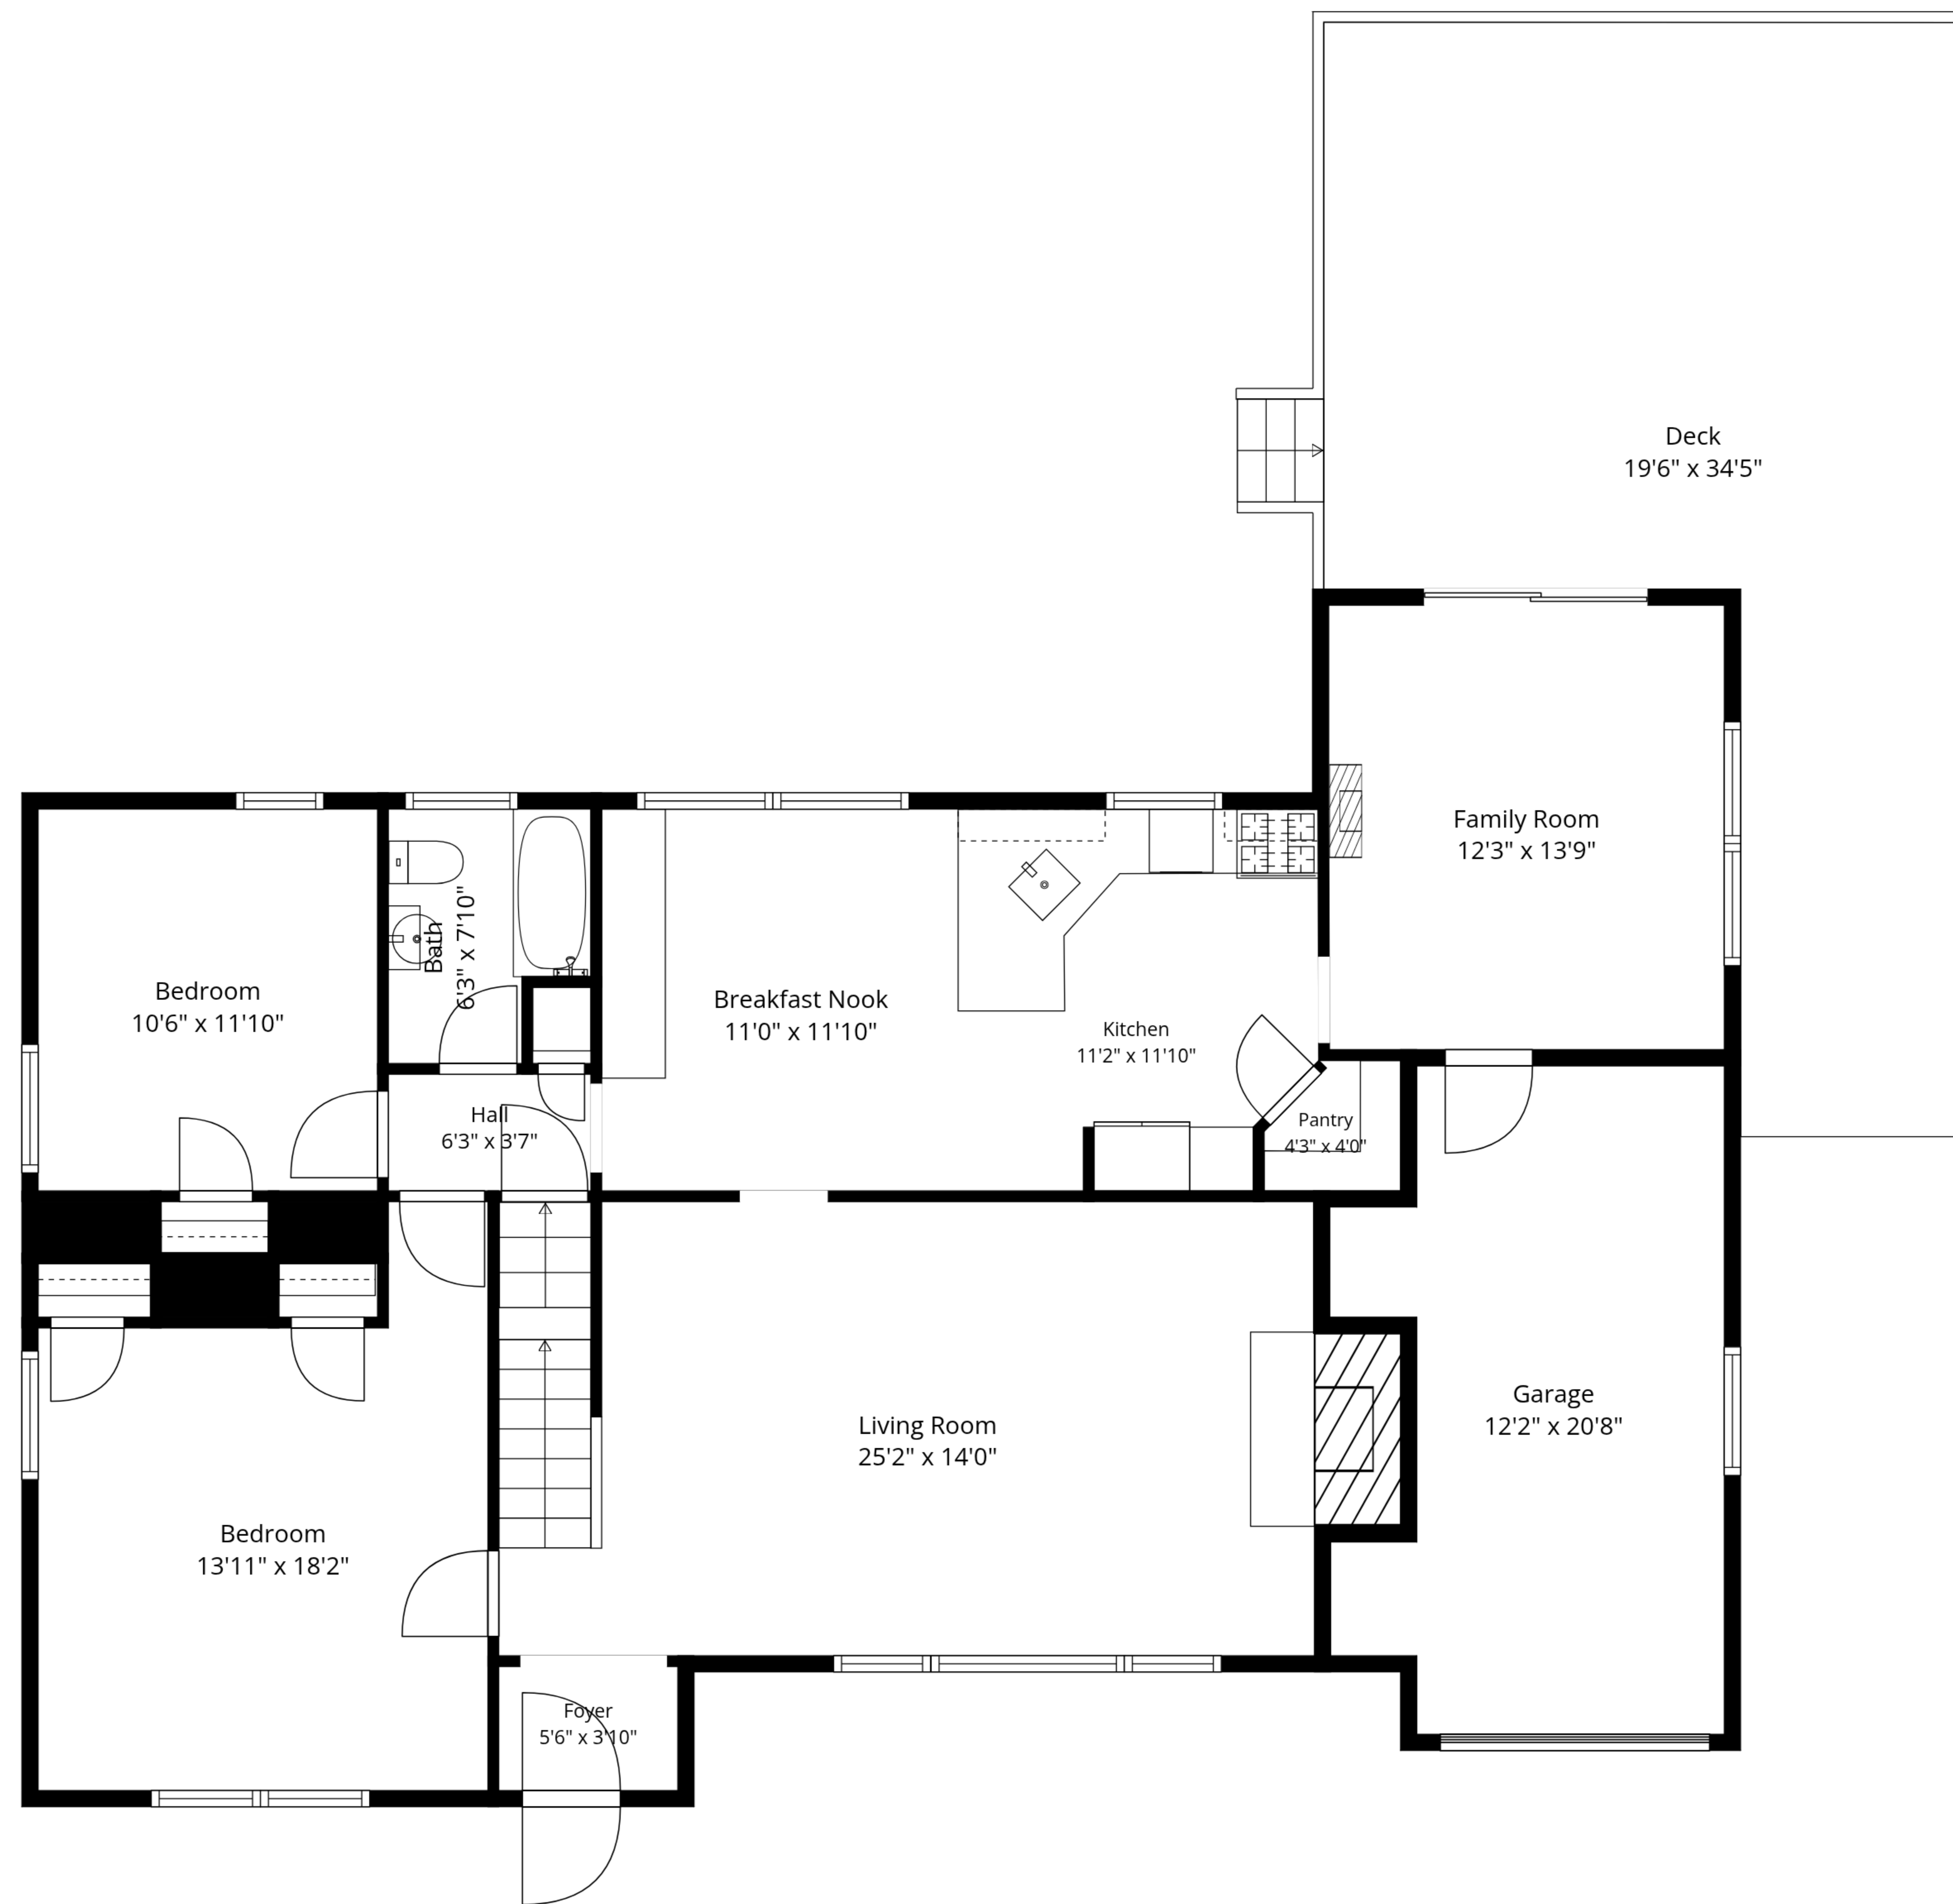 Deck
19'6" x 34'5"
Family Room
12'3" x 13'9"
Bath
6'3" x 7'10"
Bedroom
10'6" x 11'10"
Breakfast Nook
11'0" x 11'10"
Kitchen
11'2" x 11'10"
Hall
6'3" x 3'7"
Pantry
4'3" x 4'0"
Garage
12'2" x 20'8"
Living Room
25'2" x 14'0"
Bedroom
13'11" x 18'2"
Foyer
5'6" x 3'10"